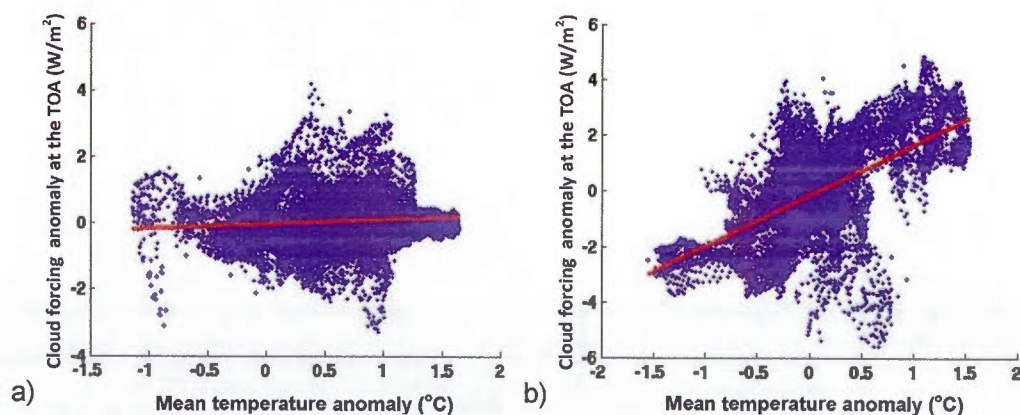 Cloud forcing anomaly at the TOA (W/m²)
6
4
2
0
-2
-4
-1.5 -1 -0.5 0 0.5 1 1.5 2
a) Mean temperature anomaly (°C)
Cloud forcing anomaly at the TOA (W/m²)
6
4
2
0
-2
-4
-6
-2 -1.5 -1 -0.5 0 0.5 1 1.5 2
b) Mean temperature anomaly (°C)